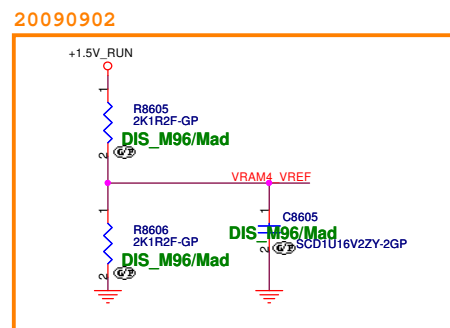 20090902
+1.5V_RUN
1
R8605
2K1R2F-GP
DIS_M96/Mad
2
G/P
VRAM4_VREF
1
R8606
2K1R2F-GP
DIS_M96/Mad
2
G/P
1
C8605
DIS_M96/Mad
2
G/P
SCD1U16V2ZY-2GP